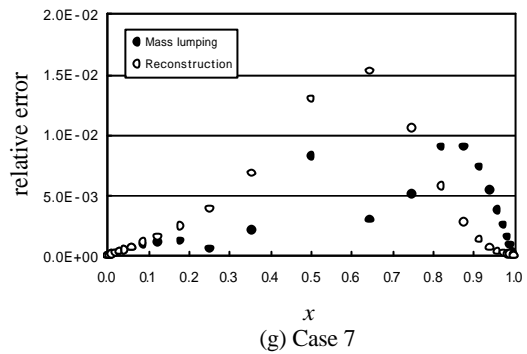 2.0E-02
Mass lumping
Reconstruction
1.5E-02
1.0E-02
5.0E-03
0.0E+00
relative error
0.0 0.1 0.2 0.3 0.4 0.5 0.6 0.7 0.8 0.9 1.0
x
(g) Case 7